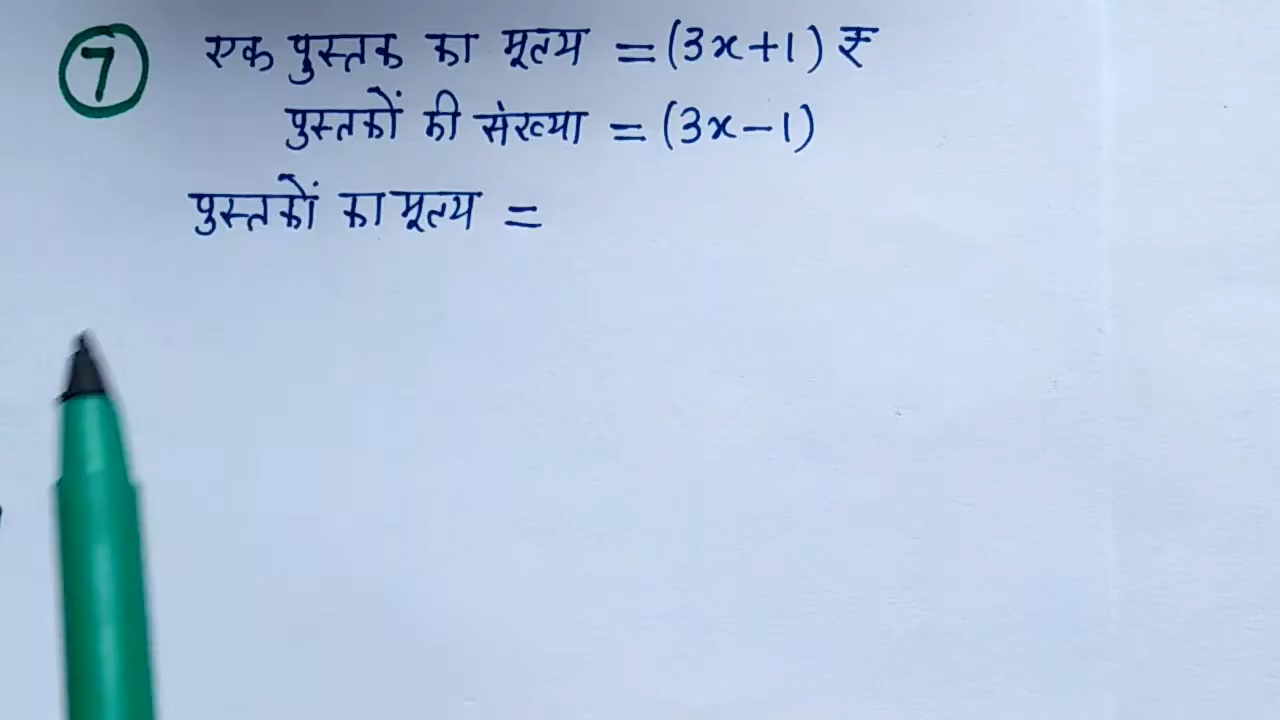 7 एक पुस्तक का मूल्य = (3x+1) ₹
पुस्तकों की संख्या = (3x-1)
पुस्तकों का मूल्य =